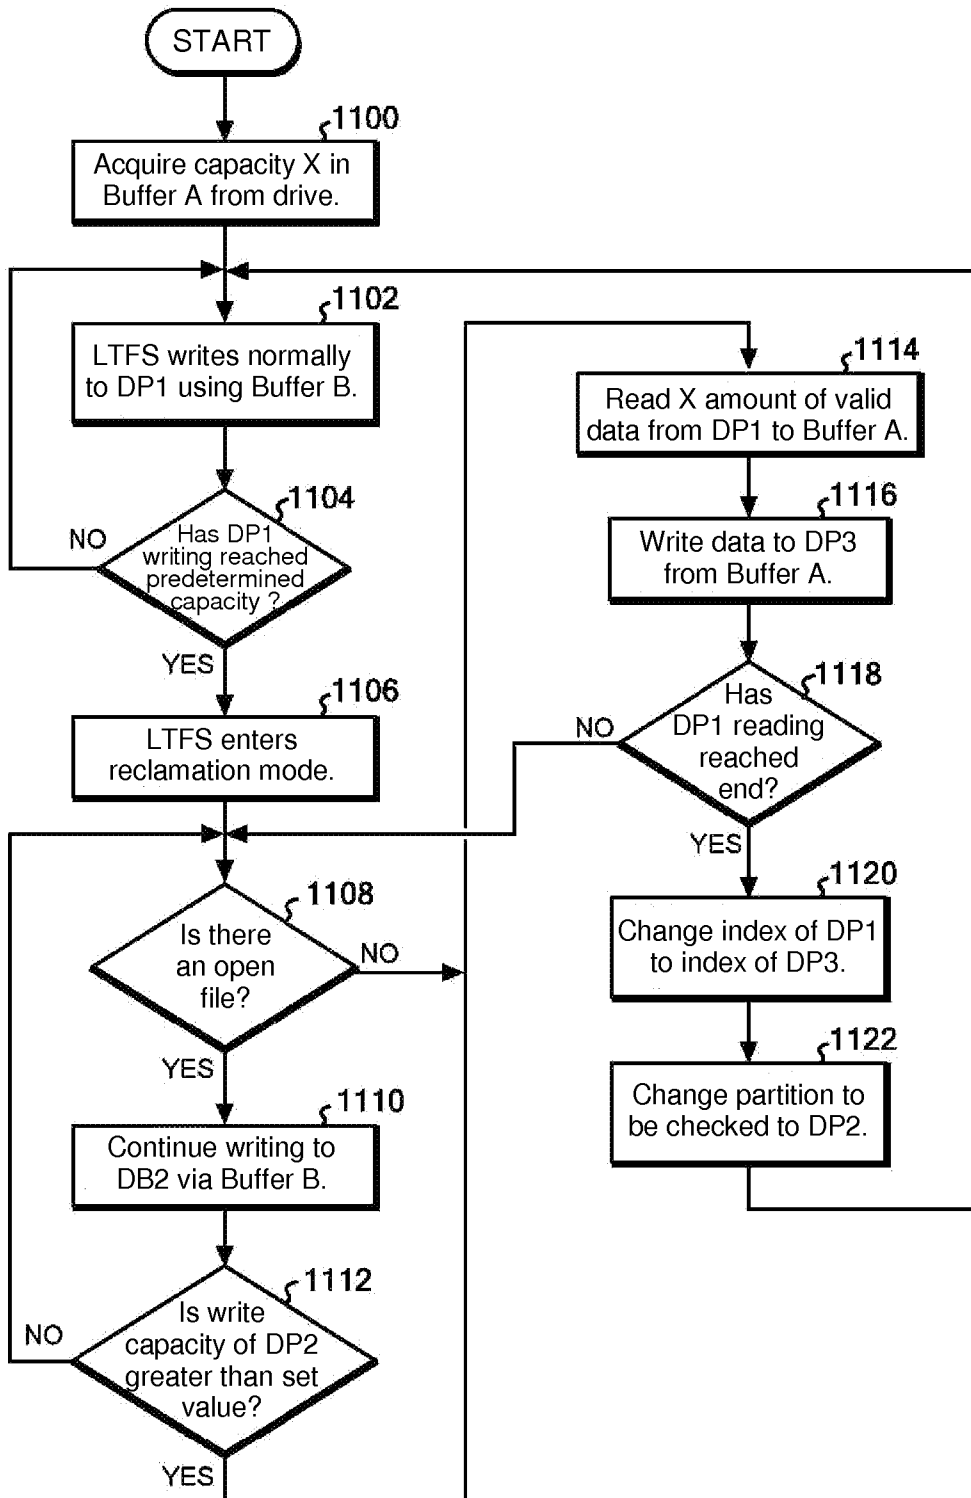 START
1100
Acquire capacity X in
Buffer A from drive.
1102
LTFS writes normally
to DP1 using Buffer B.
1104
Has DP1
writing reached
predetermined
capacity ?
NO
YES
1106
LTFS enters
reclamation mode.
1108
Is there
an open
file?
NO
YES
1110
Continue writing to
DB2 via Buffer B.
1112
Is write
capacity of DP2
greater than set
value?
NO
YES
1114
Read X amount of valid
data from DP1 to Buffer A.
1116
Write data to DP3
from Buffer A.
1118
Has
DP1 reading
reached
end?
NO
YES
1120
Change index of DP1
to index of DP3.
1122
Change partition to
be checked to DP2.